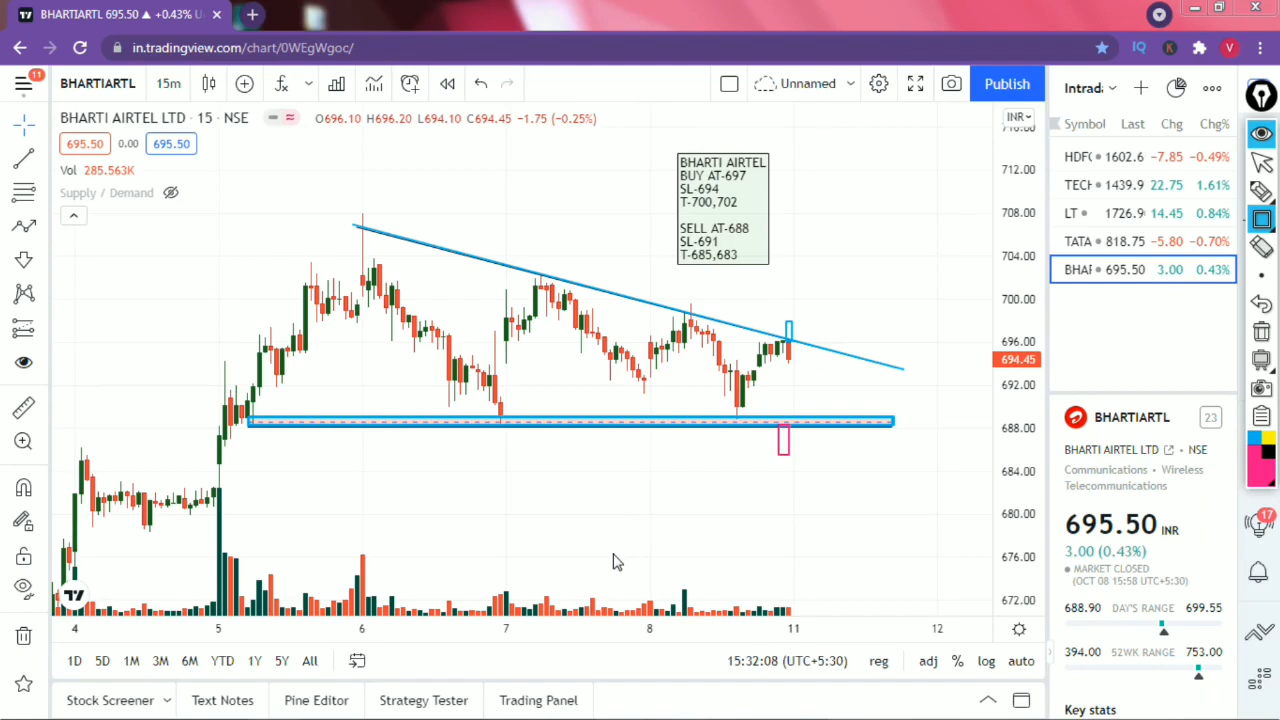 BHARTIARTL 695.50 ▲ +0.43% U
in.tradingview.com/chart/0WEgWgoc/
IQ K V
11
BHARTIARTL 15m
Unnamed
Publish
Intrad
BHARTI AIRTEL LTD · 15 · NSE O696.10 H696.20 L694.10 C694.45 -1.75 (-0.25%)
INR
695.50 0.00 695.50
Vol 285.563K
Supply / Demand
BHARTI AIRTEL
BUY AT-697
SL-694
T-700,702
SELL AT-688
SL-691
T-685,683
712.00
708.00
704.00
700.00
696.00
694.45
692.00
688.00
684.00
680.00
676.00
672.00
4 5 6 7 8 11 12
1D 5D 1M 3M 6M YTD 1Y 5Y All
15:32:08 (UTC+5:30) reg adj % log auto
Stock Screener Text Notes Pine Editor Strategy Tester Trading Panel
Symbol Last Chg Chg%
HDF 1602.6 -7.85 -0.49%
TECH 1439.9 22.75 1.61%
LT 1726.9 14.45 0.84%
TATA 818.75 -5.80 -0.70%
BHAR 695.50 3.00 0.43%
BHARTIARTL 23
BHARTI AIRTEL LTD • NSE
Communications • Wireless
Telecommunications
695.50 INR
3.00 (0.43%)
MARKET CLOSED
(OCT 08 15:58 UTC+5:30)
688.90 DAY'S RANGE 699.55
394.00 52WK RANGE 753.00
Key stats
17